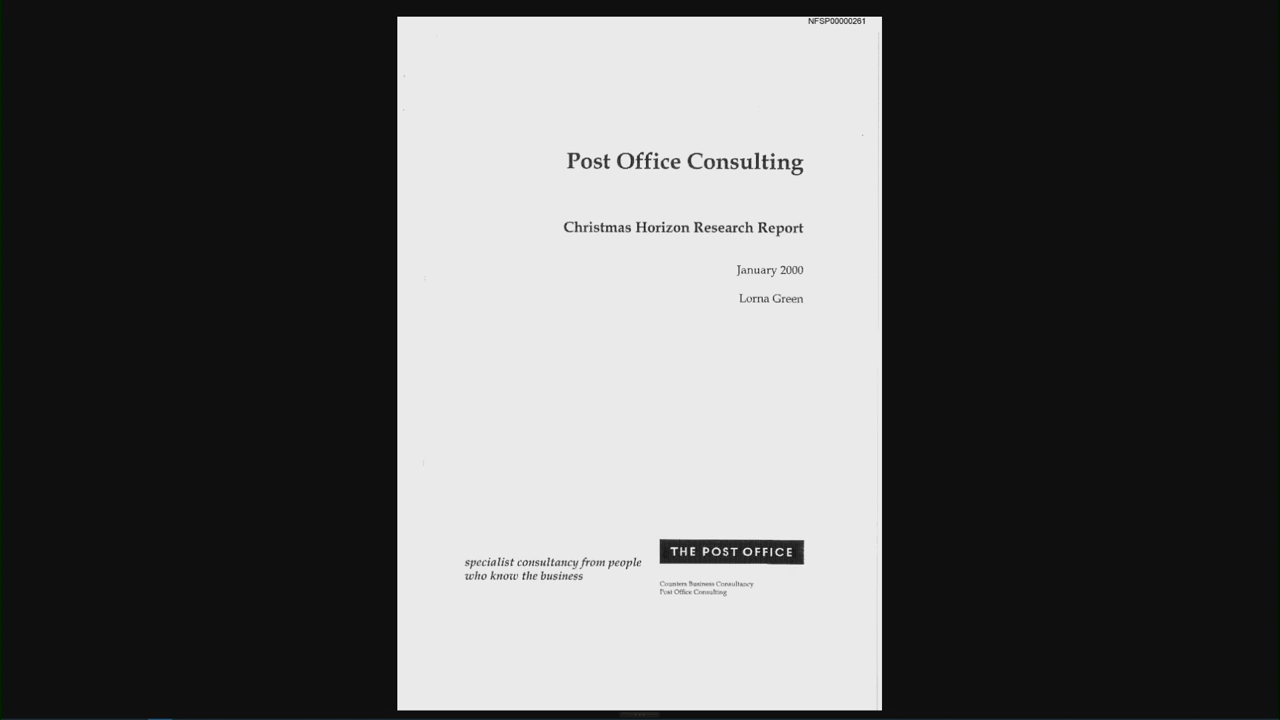 NFSP00000261
Post Office Consulting
Christmas Horizon Research Report
January 2000
Lorna Green
specialist consultancy from people
who know the business
THE POST OFFICE
Counters Business Consultancy
Post Office Consulting